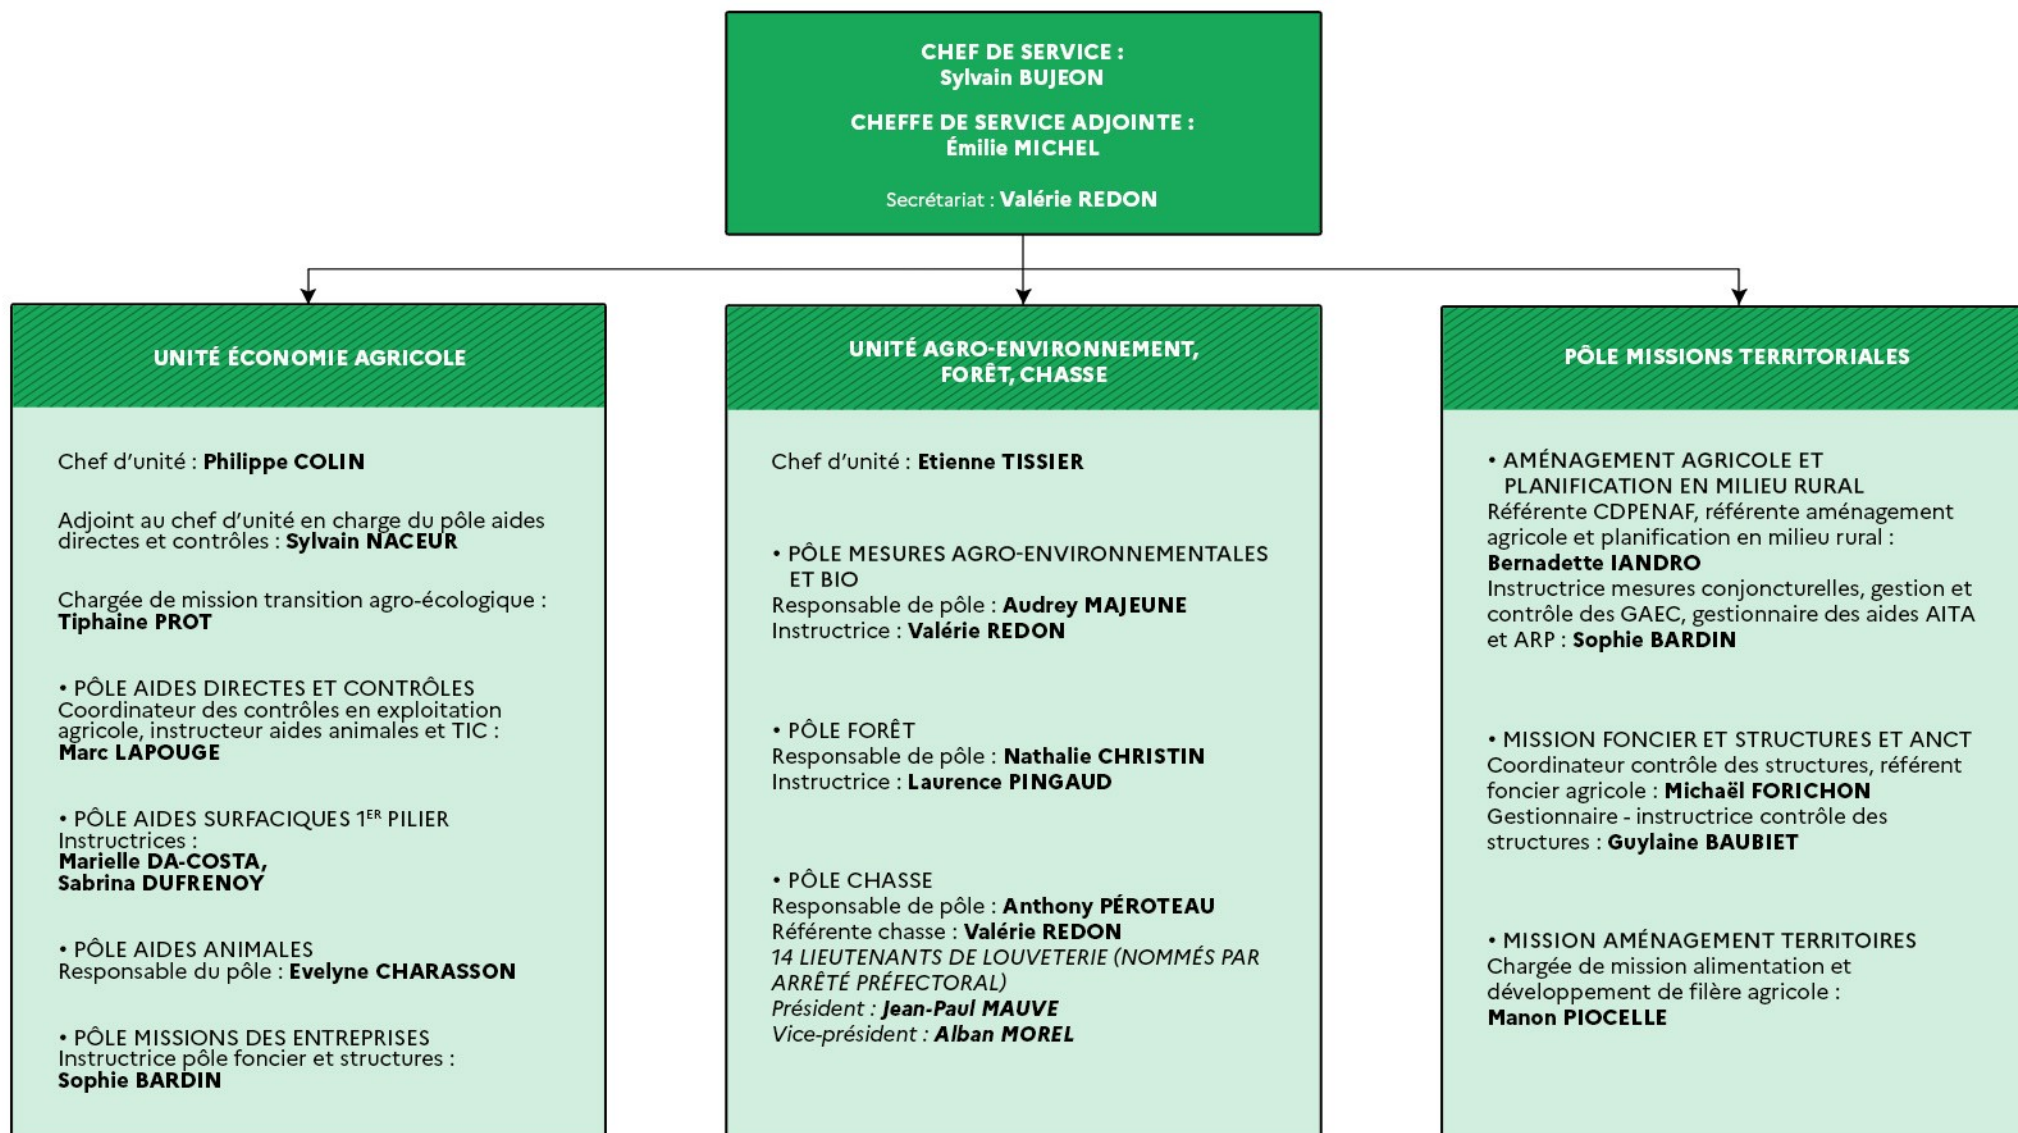 CHEF DE SERVICE :
Sylvain BUJEON
CHEFFE DE SERVICE ADJOINTE :
Émilie MICHEL
Secrétariat : Valérie REDON
UNITÉ ÉCONOMIE AGRICOLE
Chef d’unité : Philippe COLIN
Adjoint au chef d’unité en charge du pôle aides
directes et contrôles : Sylvain NACEUR
Chargée de mission transition agro-écologique :
Tiphaine PROT
• PÔLE AIDES DIRECTES ET CONTRÔLES
Coordinateur des contrôles en exploitation
agricole, instructeur aides animales et TIC :
Marc LAPOUGE
• PÔLE AIDES SURFACIQUES 1ER PILIER
Instructrices :
Marielle DA-COSTA,
Sabrina DUFRENOY
• PÔLE AIDES ANIMALES
Responsable du pôle : Evelyne CHARASSON
• PÔLE MISSIONS DES ENTREPRISES
Instructrice pôle foncier et structures :
Sophie BARDIN
UNITÉ AGRO-ENVIRONNEMENT,
FORÊT, CHASSE
Chef d’unité : Etienne TISSIER
• PÔLE MESURES AGRO-ENVIRONNEMENTALES
ET BIO
Responsable de pôle : Audrey MAJEUNE
Instructrice : Valérie REDON
• PÔLE FORÊT
Responsable de pôle : Nathalie CHRISTIN
Instructrice : Laurence PINGAUD
• PÔLE CHASSE
Responsable de pôle : Anthony PÉROTEAU
Référente chasse : Valérie REDON
14 LIEUTENANTS DE LOUVETERIE (NOMMÉS PAR
ARRÊTÉ PRÉFECTORAL)
Président : Jean-Paul MAUVE
Vice-président : Alban MOREL
PÔLE MISSIONS TERRITORIALES
• AMÉNAGEMENT AGRICOLE ET
PLANIFICATION EN MILIEU RURAL
Référente CDPENAF, référente aménagement
agricole et planification en milieu rural :
Bernadette IANDRO
Instructrice mesures conjoncturelles, gestion et
contrôle des GAEC, gestionnaire des aides AITA
et ARP : Sophie BARDIN
• MISSION FONCIER ET STRUCTURES ET ANCT
Coordinateur contrôle des structures, référent
foncier agricole : Michaël FORICHON
Gestionnaire - instructrice contrôle des
structures : Guylaine BAUBIET
• MISSION AMÉNAGEMENT TERRITOIRES
Chargée de mission alimentation et
développement de filère agricole :
Manon PIOCELLE